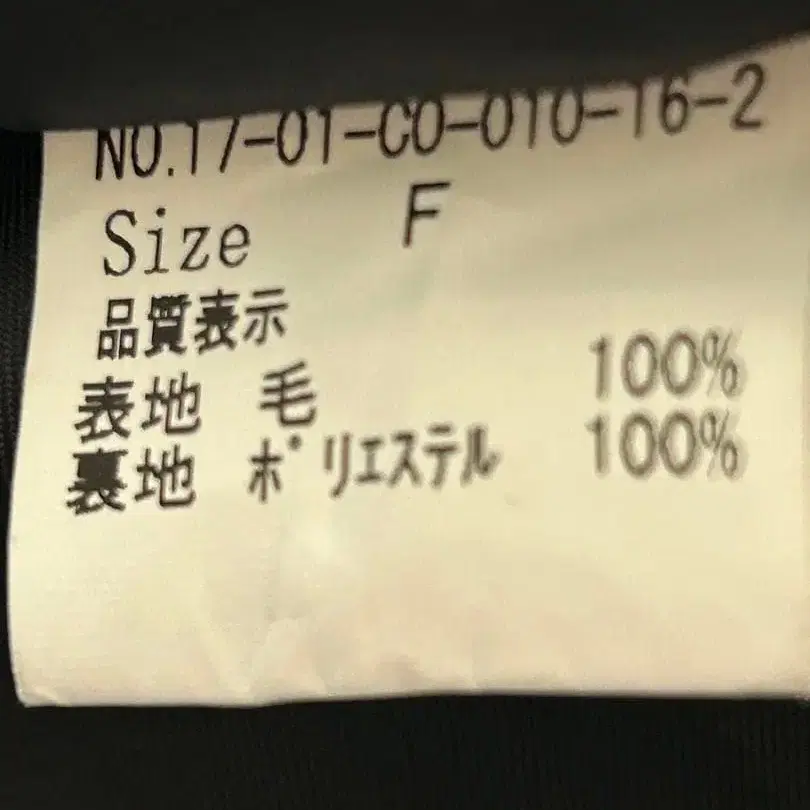 NO.17-01-CO-010-16-2
Size F
品質表示
表地 毛 100%
裏地 ポリエステル 100%